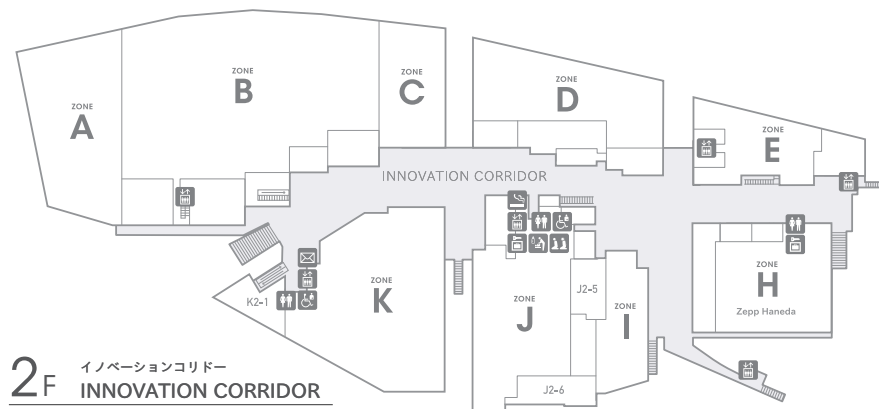 ZONE
A
ZONE
B
ZONE
C
ZONE
D
ZONE
E
INNOVATION CORRIDOR
ZONE
H
Zepp Haneda
ZONE
K
K2-1
ZONE
J
J2-5
ZONE
I
J2-6
2F
イノベーションコリドー
INNOVATION CORRIDOR